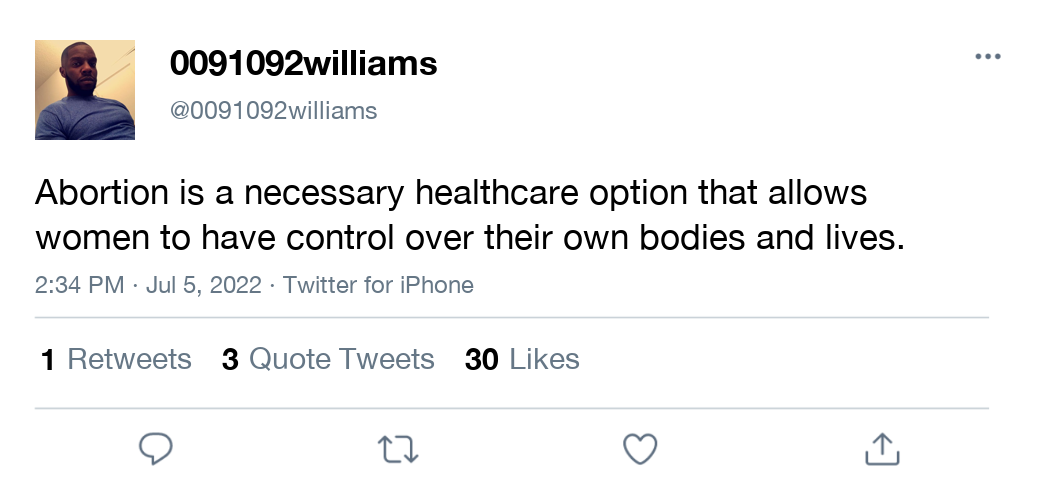 0091092williams
@0091092williams
Abortion is a necessary healthcare option that allows
women to have control over their own bodies and lives.
2:34 PM · Jul 5, 2022 · Twitter for iPhone
1 Retweets 3 Quote Tweets 30 Likes